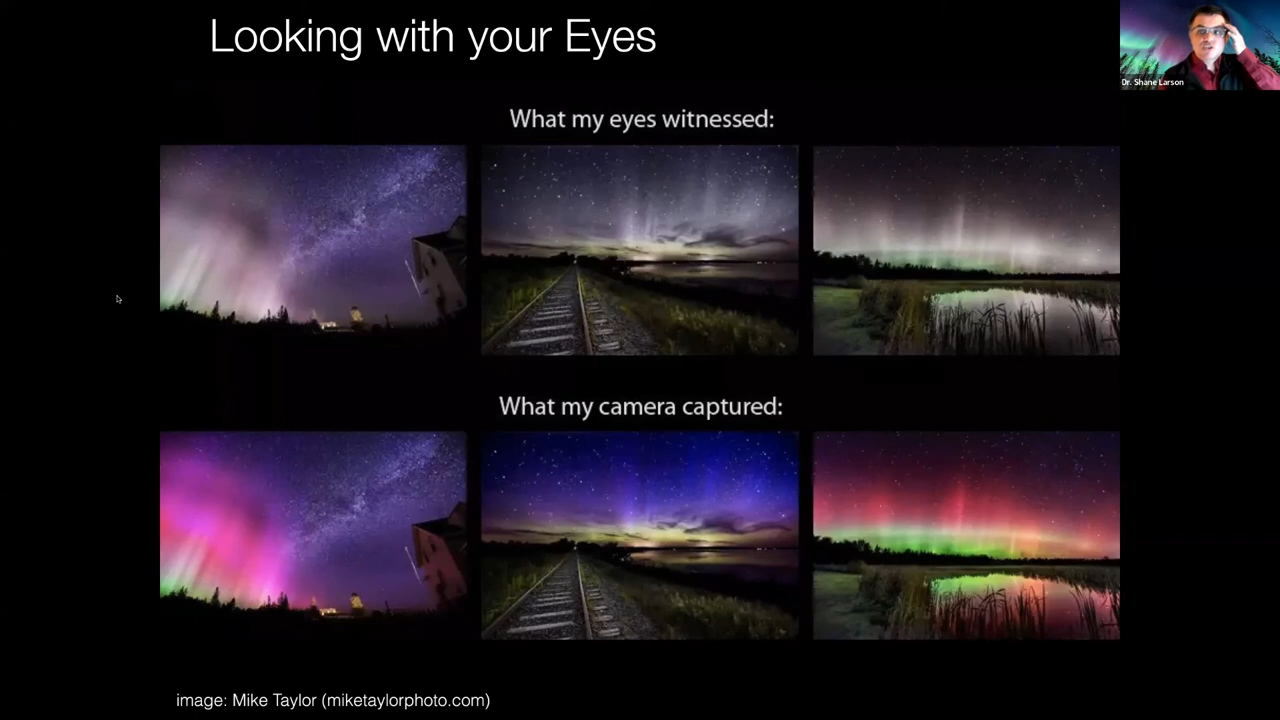 Looking with your Eyes
Dr. Shane Larson
What my eyes witnessed:
What my camera captured:
image: Mike Taylor (miketaylorphoto.com)